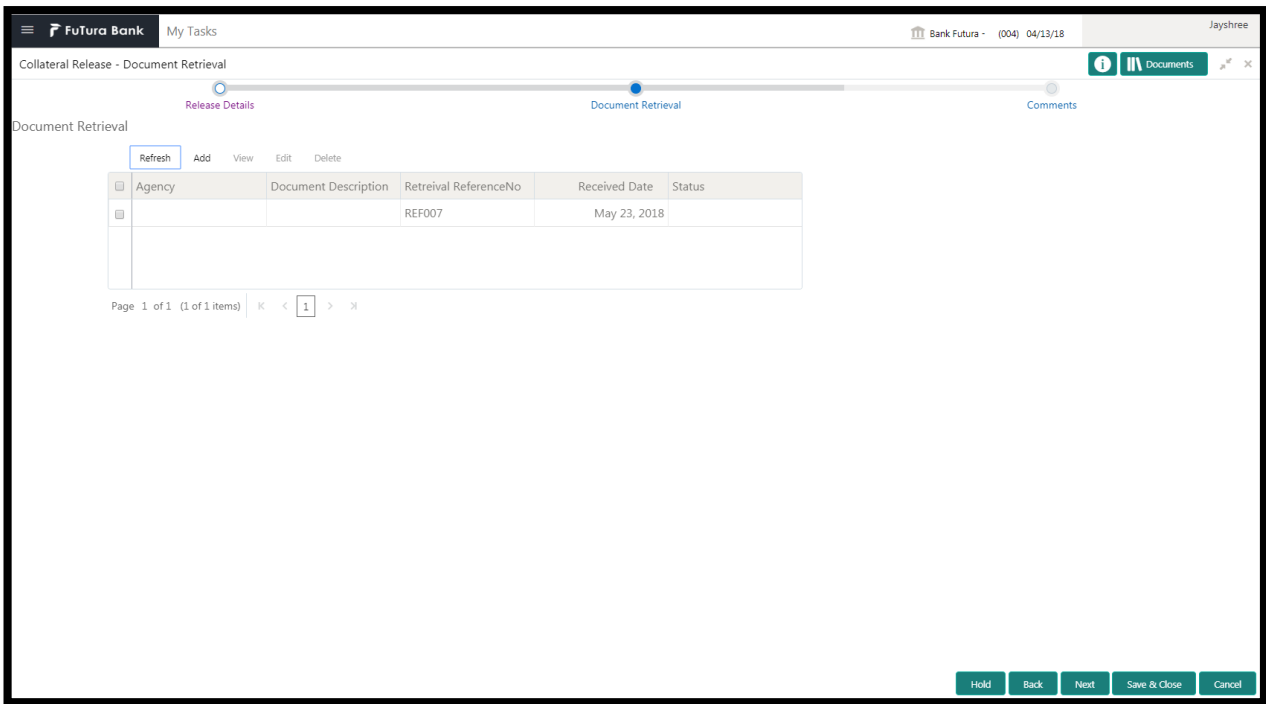 FuTura Bank My Tasks Bank Futura - (004) 04/13/18 Jayshree
Collateral Release - Document Retrieval i Documents
Release Details Document Retrieval Comments
Document Retrieval
Refresh Add View Edit Delete
Agency Document Description Retreival ReferenceNo Received Date Status
REF007 May 23, 2018
Page 1 of 1 (1 of 1 items) 1
Hold Back Next Save & Close Cancel